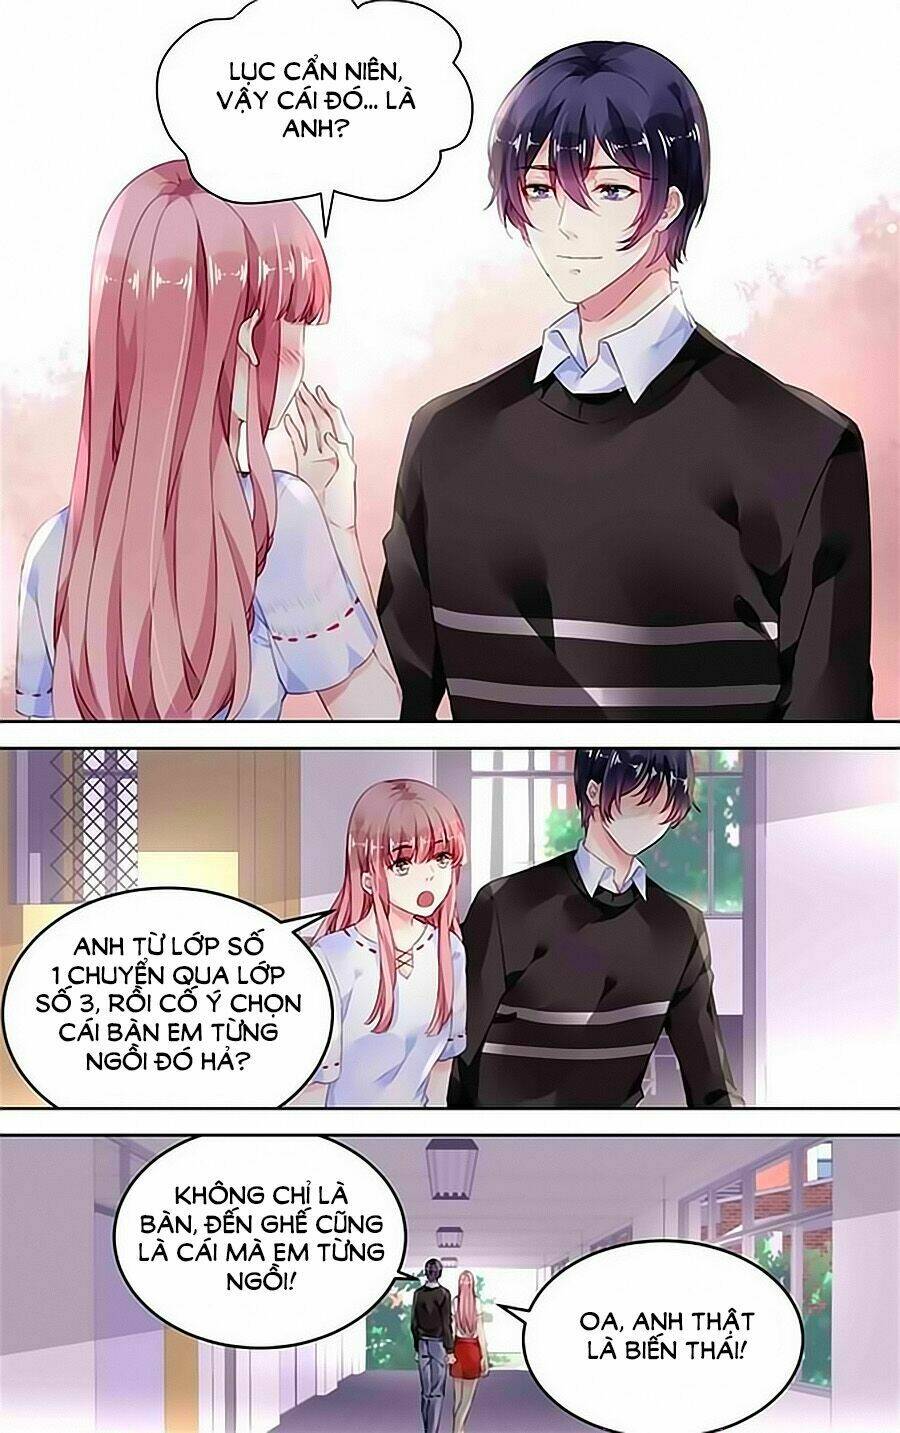 LỤC CẨN NIÊN,
VẬY CÁI ĐÓ... LÀ
ANH?
ANH TỪ LỚP SỐ
1 CHUYỂN QUA LỚP
SỐ 3, RỒI CỐ Ý CHỌN
CÁI BÀN EM TỪNG
NGỒI ĐÓ HẢ?
KHÔNG CHỈ LÀ
BÀN, ĐẾN GHẾ CŨNG
LÀ CÁI MÀ EM TỪNG
NGỒI!
OA, ANH THẬT
LÀ BIẾN THÁI!